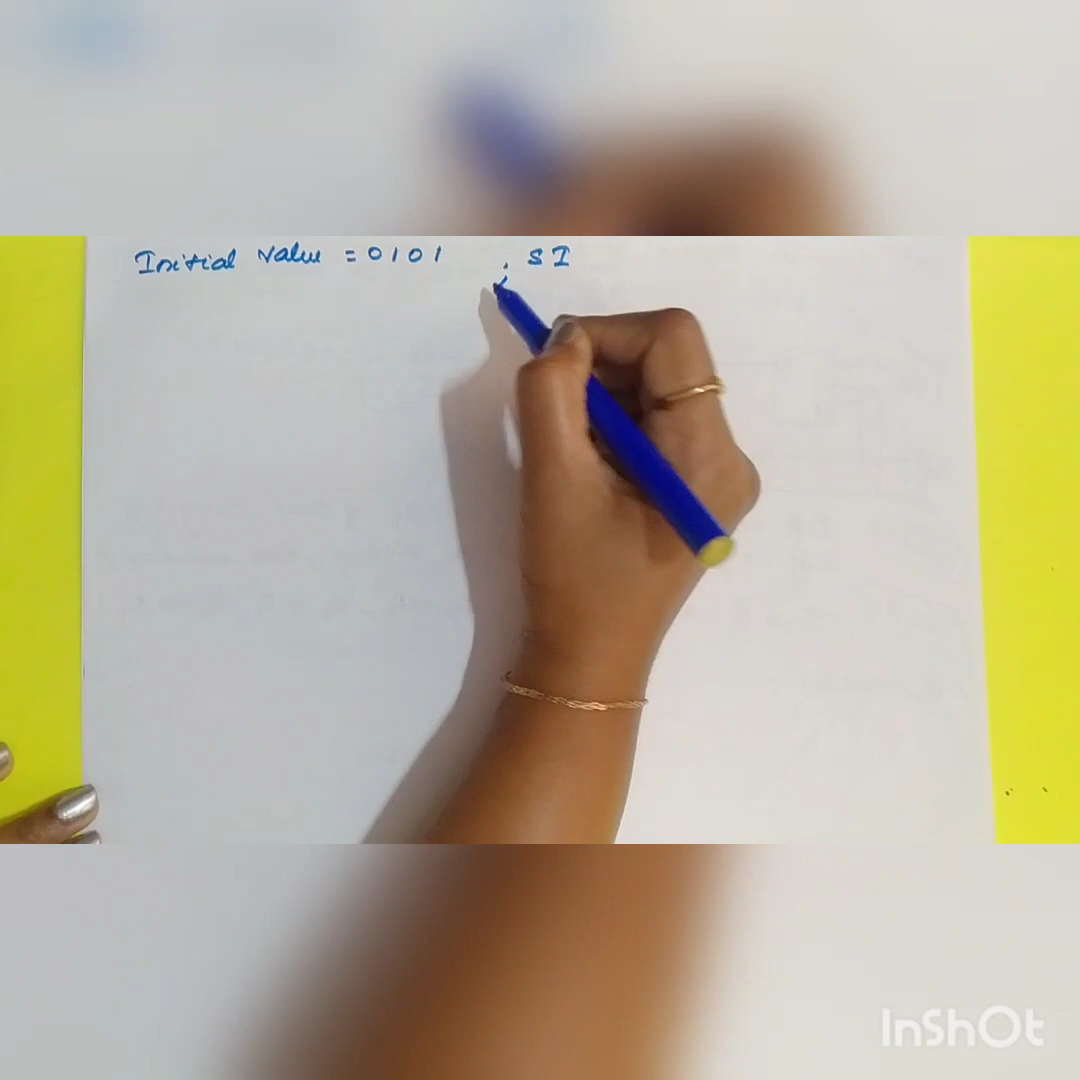 Initial Value = 0101 , SI
InShOt